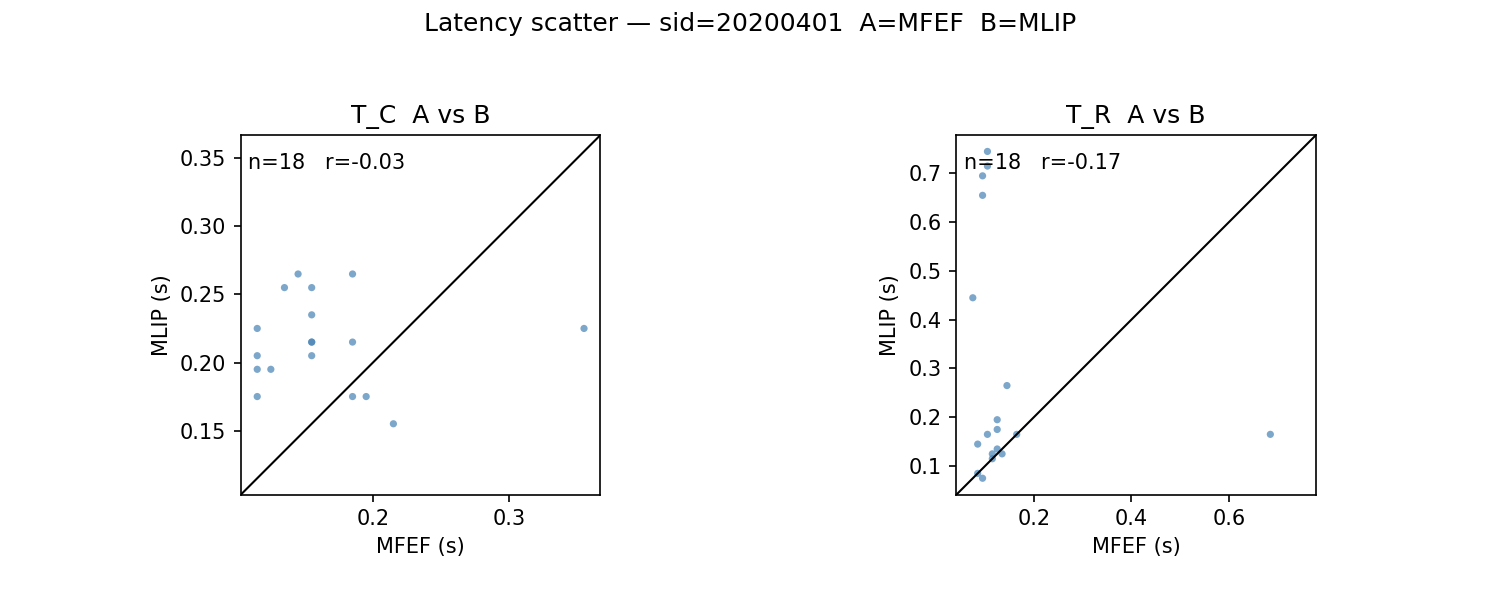 Latency scatter — sid=20200401  A=MFEF  B=MLIP
T_C  A vs B
n=18   r=-0.03
0.35
0.30
0.25
0.20
0.15
MLIP (s)
0.2
0.3
MFEF (s)
T_R  A vs B
n=18   r=-0.17
0.7
0.6
0.5
0.4
0.3
0.2
0.1
MLIP (s)
0.2
0.4
0.6
MFEF (s)